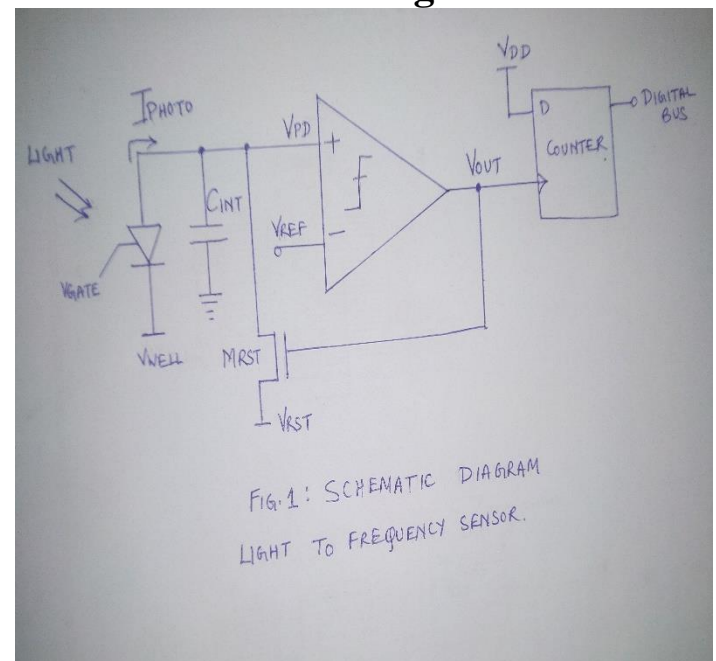 VDD
IPHOTO
D
DIGITAL
BUS
LIGHT
VPD
+
COUNTER
VOUT
CINT
VREF
-
VGATE
VWELL
MRST
VRST
FIG.1: SCHEMATIC DIAGRAM
LIGHT TO FREQUENCY SENSOR.